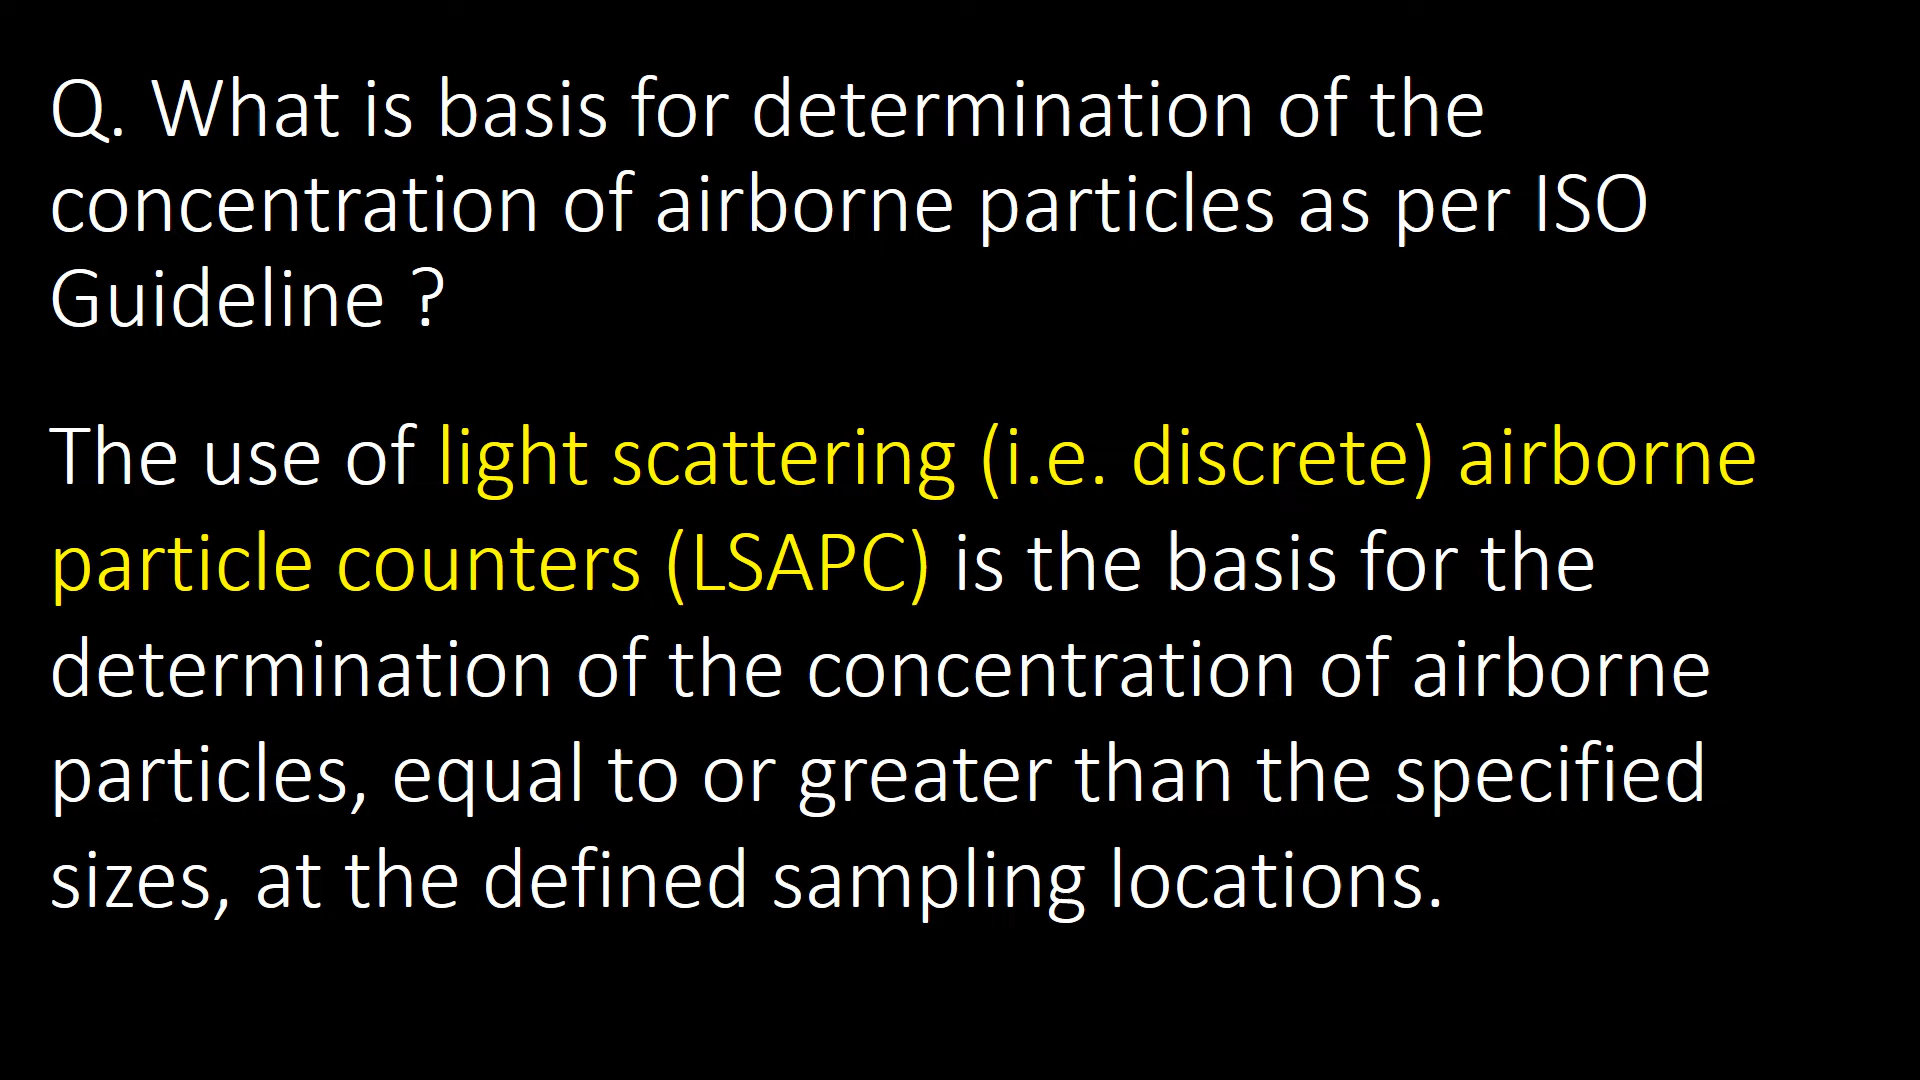 Q. What is basis for determination of the
concentration of airborne particles as per ISO
Guideline ?
The use of light scattering (i.e. discrete) airborne
particle counters (LSAPC) is the basis for the
determination of the concentration of airborne
particles, equal to or greater than the specified
sizes, at the defined sampling locations.